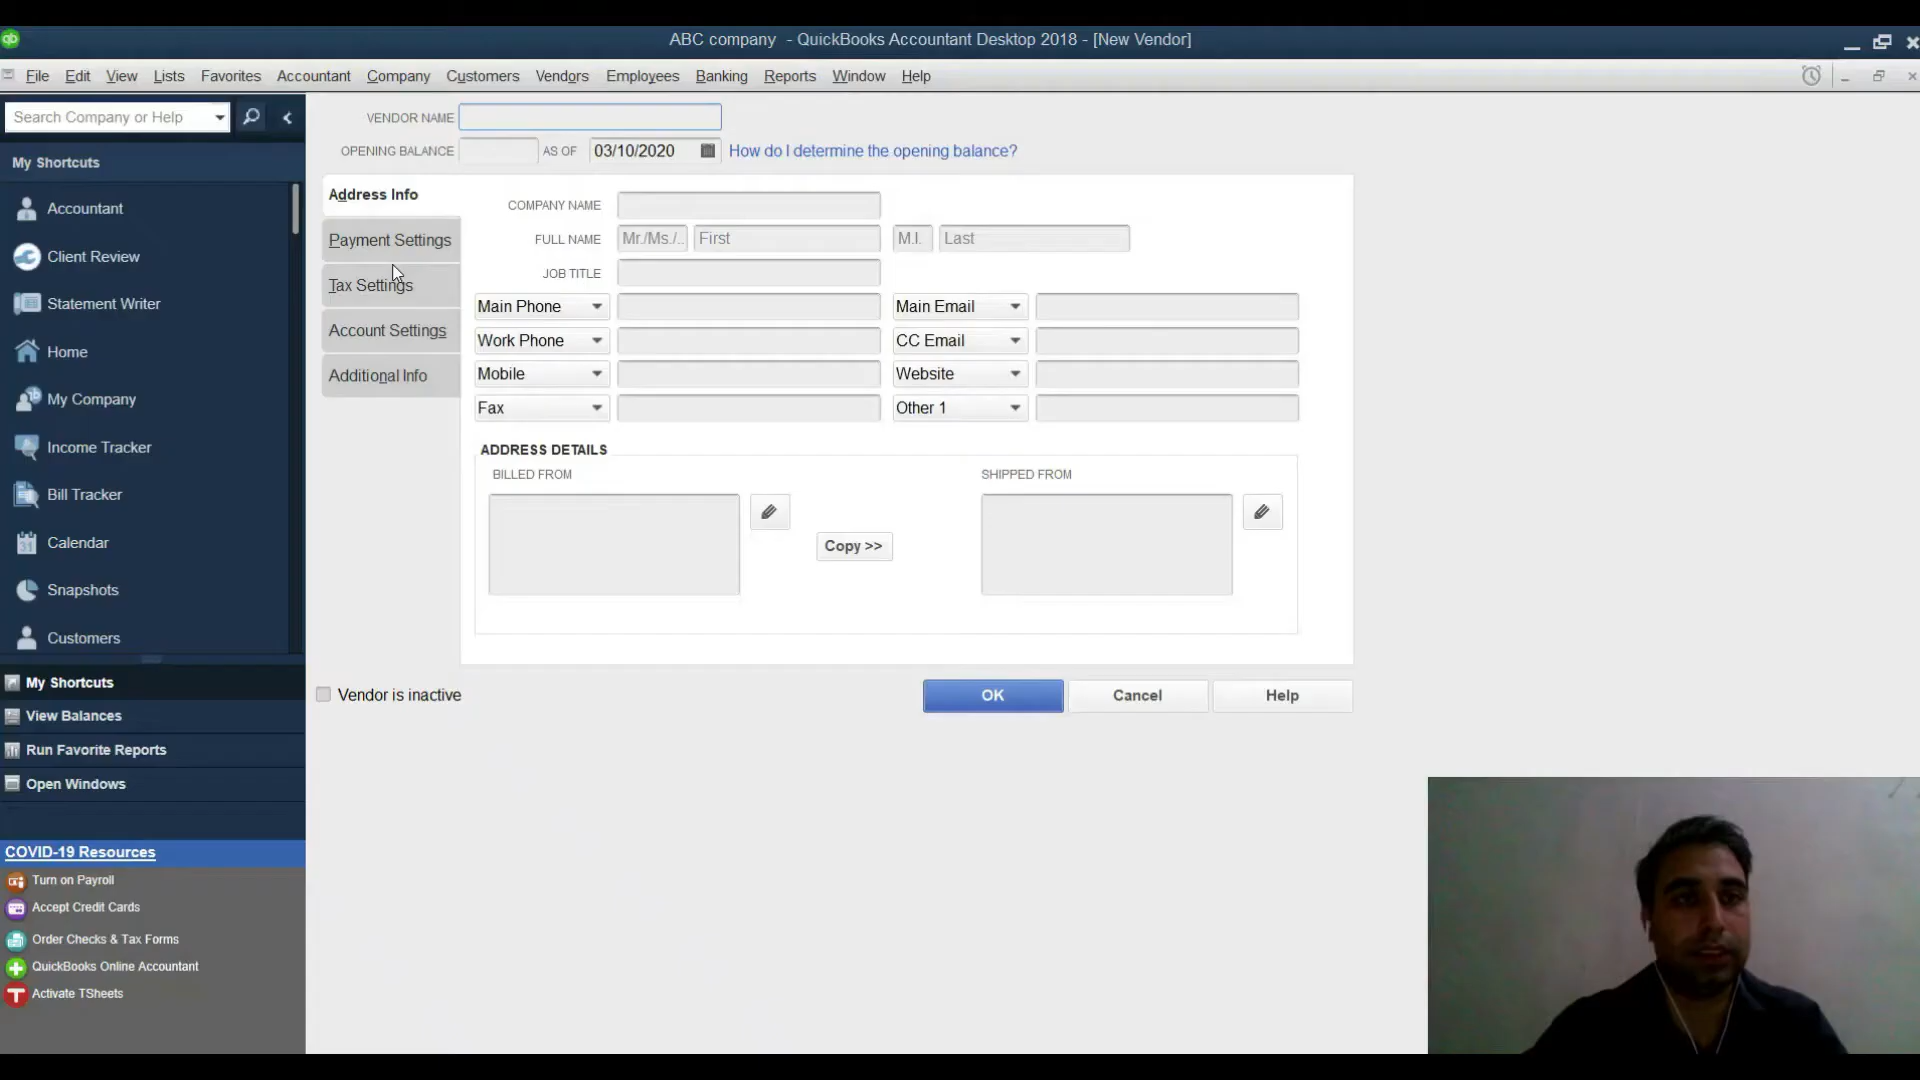 qb
ABC company - QuickBooks Accountant Desktop 2018 - [New Vendor]
File Edit View Lists Favorites Accountant Company Customers Vendors Employees Banking Reports Window Help
Search Company or Help
My Shortcuts
Accountant
Client Review
Statement Writer
Home
My Company
Income Tracker
Bill Tracker
31 Calendar
Snapshots
Customers
My Shortcuts
View Balances
Run Favorite Reports
Open Windows
COVID-19 Resources
Turn on Payroll
Accept Credit Cards
Order Checks & Tax Forms
QuickBooks Online Accountant
T Activate TSheets
VENDOR NAME
OPENING BALANCE AS OF 03/10/2020 How do I determine the opening balance?
Address Info
Payment Settings
Tax Settings
Account Settings
Additional Info
COMPANY NAME
FULL NAME Mr./Ms./.. First M.I. Last
JOB TITLE
Main Phone Main Email
Work Phone CC Email
Mobile Website
Fax Other 1
ADDRESS DETAILS
BILLED FROM SHIPPED FROM
Copy >>
Vendor is inactive OK Cancel Help